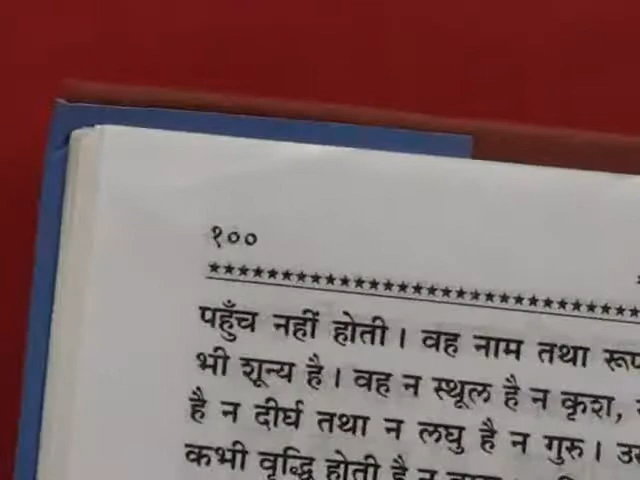 १००
पहुँच नहीं होती । वह नाम तथा
भी शून्य है । वह न स्थूल है न कृश,
है न दीर्घ तथा न लघु है न गुरु ।
कभी वृद्धि होती है न